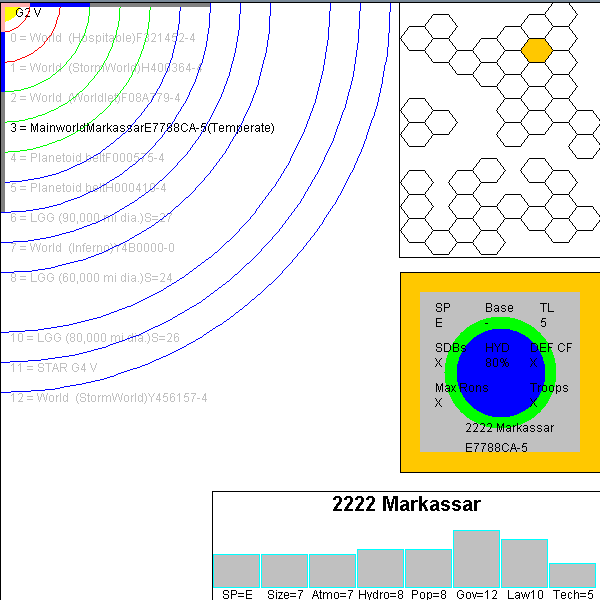 G2 V
0 = World  (Hospitable)F321452-4
1 = World  (StormWorld)H400364-4
2 = World  (Worldlet)F08A779-4
3 = MainworldMarkassarE7788CA-5(Temperate)
4 = Planetoid beltF000575-4
5 = Planetoid beltH000410-4
6 = LGG (90,000 mi dia.)S=27
7 = World  (Inferno)Y4B0000-0
8 = LGG (60,000 mi dia.)S=24
10 = LGG (80,000 mi dia.)S=26
11 = STAR G4 V
12 = World  (StormWorld)Y456157-4
SP Base TL
E - 5
SDBs HYD DEF CF
X 80% X
Max Troops
X X
2222 Markassar
E7788CA-5
2222 Markassar
SP=E Size=7 Atmo=7 Hydro=8 Pop=8 Gov=12 Law10 Tech=5